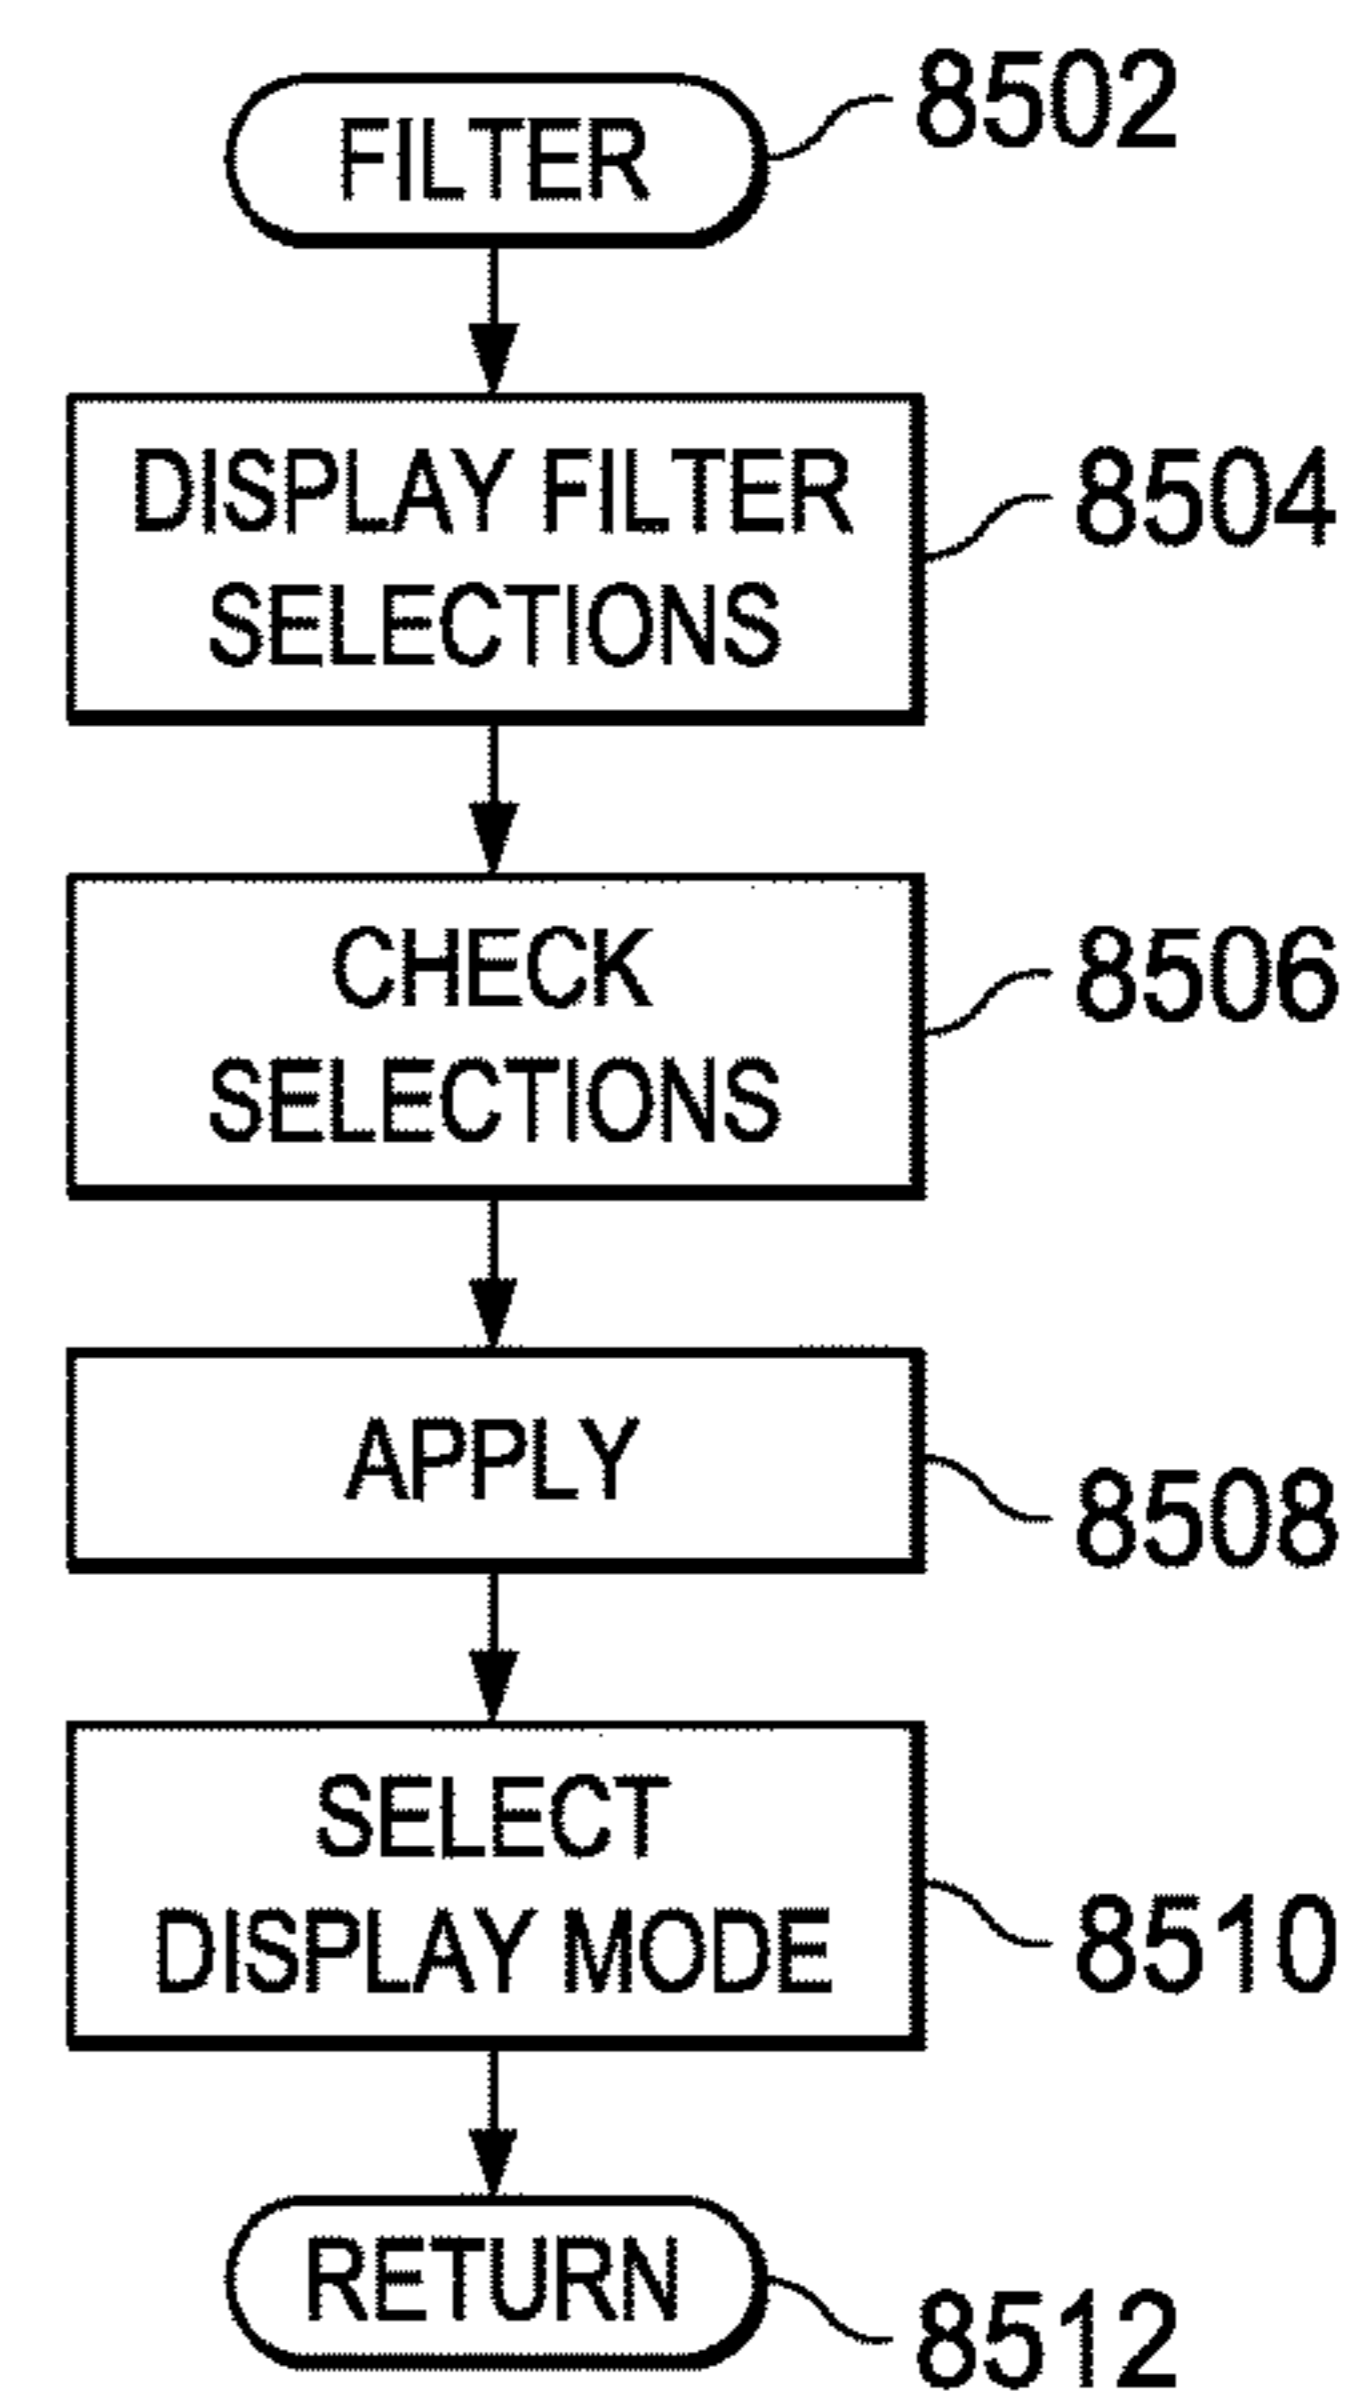 FILTER
8502
DISPLAY FILTER
SELECTIONS
8504
CHECK
SELECTIONS
8506
APPLY
8508
SELECT
DISPLAY MODE
8510
RETURN
8512